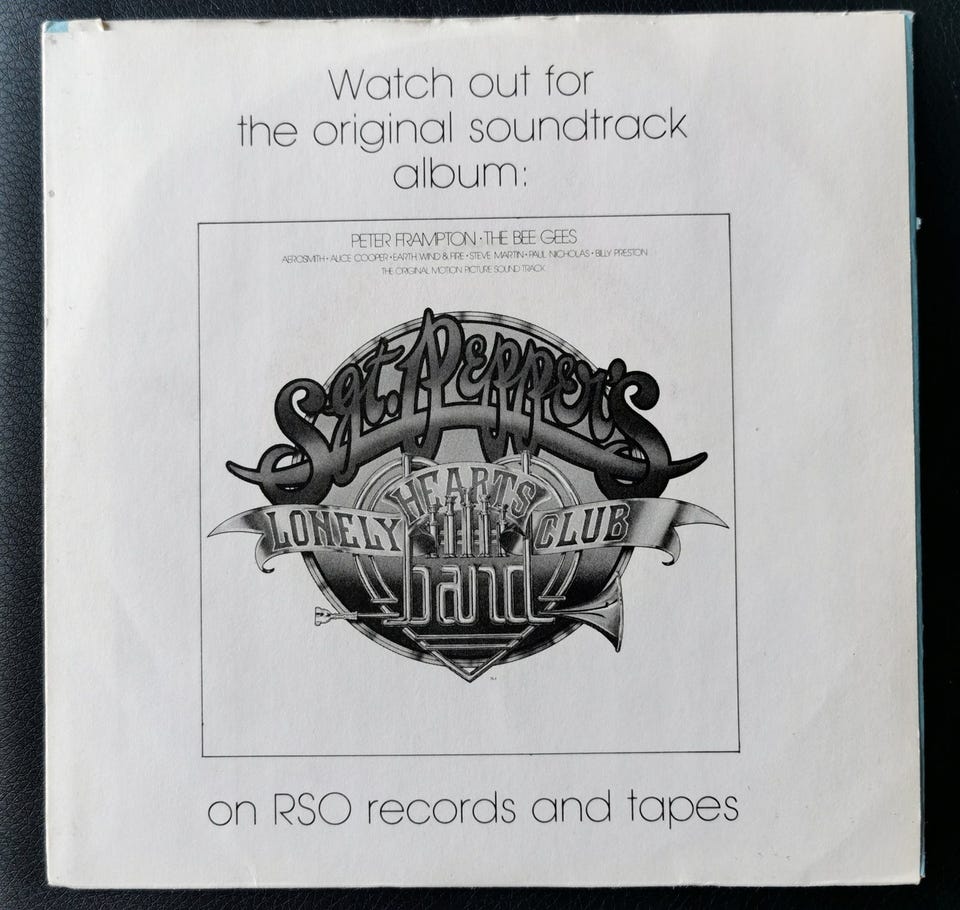 Watch out for
the original soundtrack
album:
PETER FRAMPTON · THE BEE GEES
AEROSMITH · ALICE COOPER · EARTH WIND & FIRE · STEVE MARTIN · PAUL NICHOLAS · BILLY PRESTON
THE ORIGINAL MOTION PICTURE SOUND TRACK
Sgt. Pepper's
LONELY HEARTS CLUB
band
on RSO records and tapes